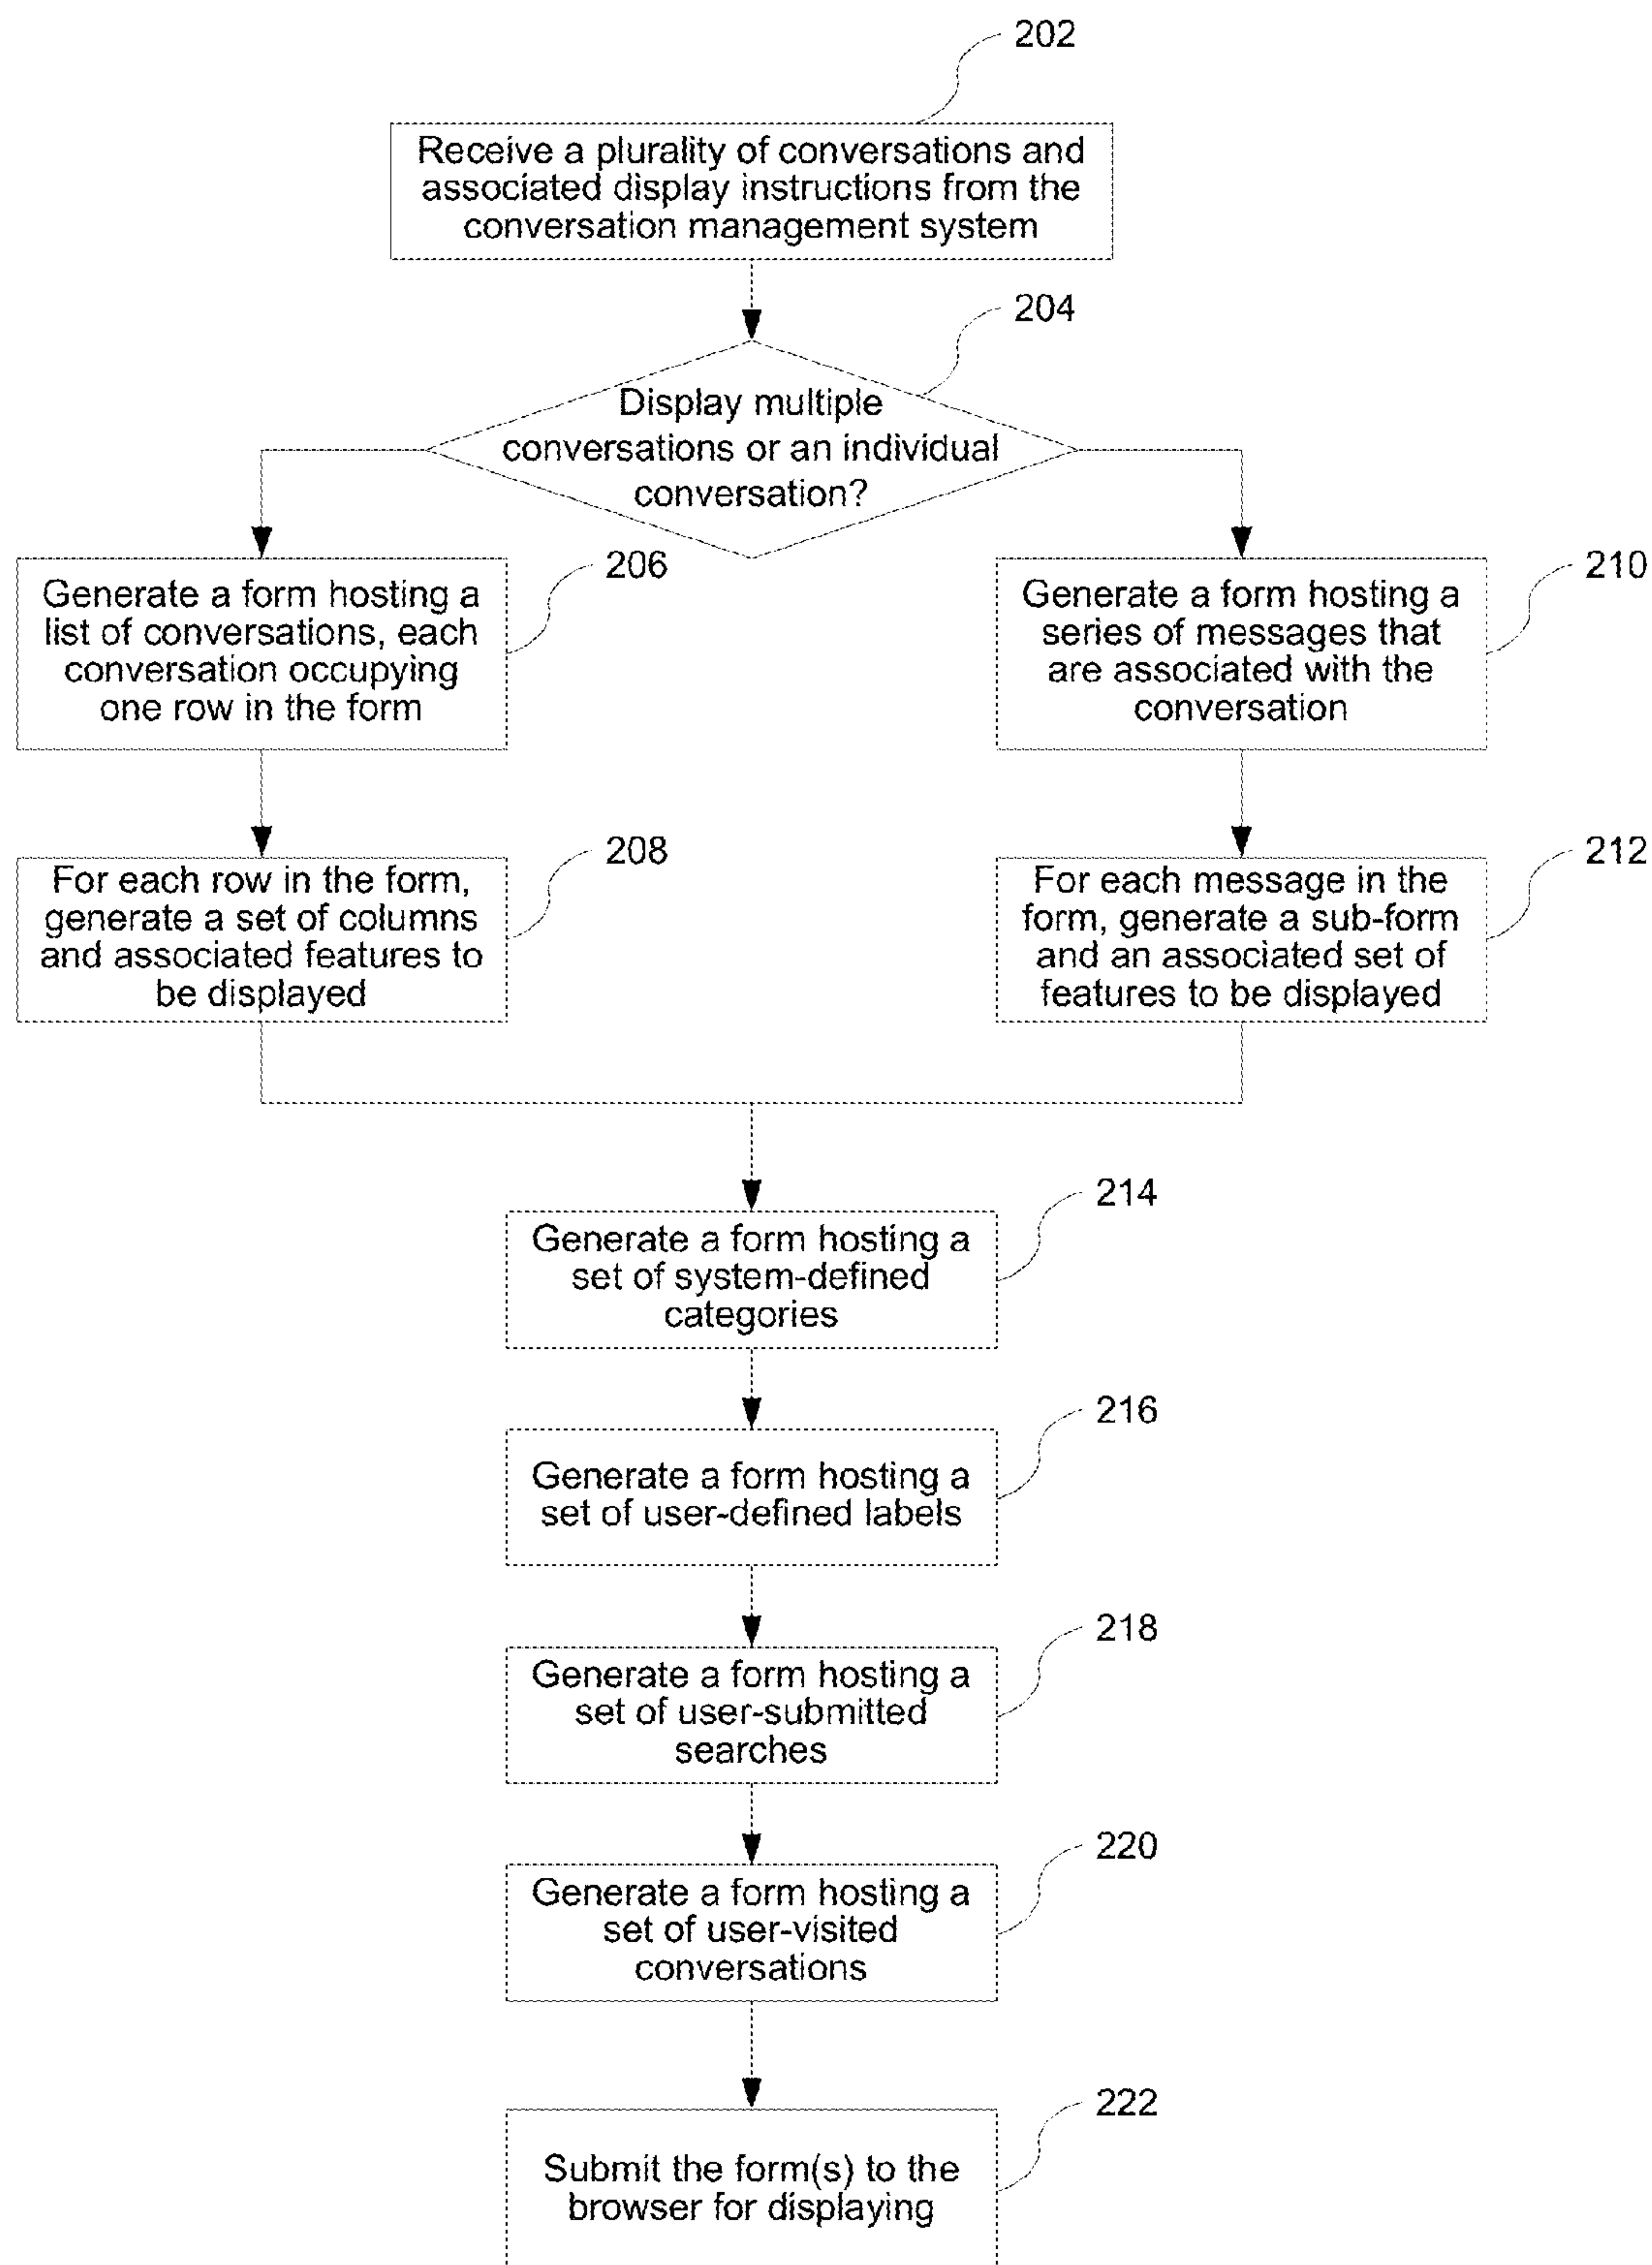 202
Receive a plurality of conversations and
associated display instructions from the
conversation management system
204
Display multiple
conversations or an individual
conversation?
206
Generate a form hosting a
list of conversations, each
conversation occupying
one row in the form
210
Generate a form hosting a
series of messages that
are associated with the
conversation
208
For each row in the form,
generate a set of columns
and associated features to
be displayed
212
For each message in the
form, generate a sub-form
and an associated set of
features to be displayed
214
Generate a form hosting a
set of system-defined
categories
216
Generate a form hosting a
set of user-defined labels
218
Generate a form hosting a
set of user-submitted
searches
220
Generate a form hosting a
set of user-visited
conversations
222
Submit the form(s) to the
browser for displaying